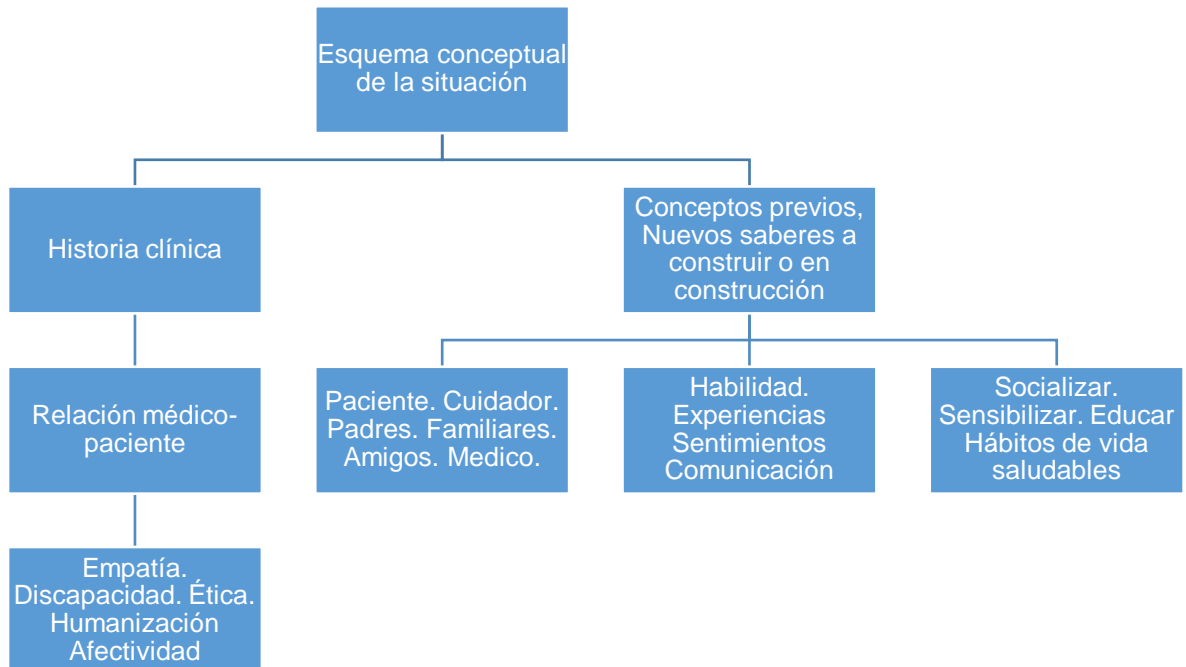 Esquema conceptual
de la situación
Historia clínica
Conceptos previos,
Nuevos saberes a
construir o en
construcción
Relación médico-
paciente
Paciente. Cuidador.
Padres. Familiares.
Amigos. Medico.
Habilidad.
Experiencias
Sentimientos
Comunicación
Socializar.
Sensibilizar. Educar
Hábitos de vida
saludables
Empatía.
Discapacidad. Ética.
Humanización
Afectividad